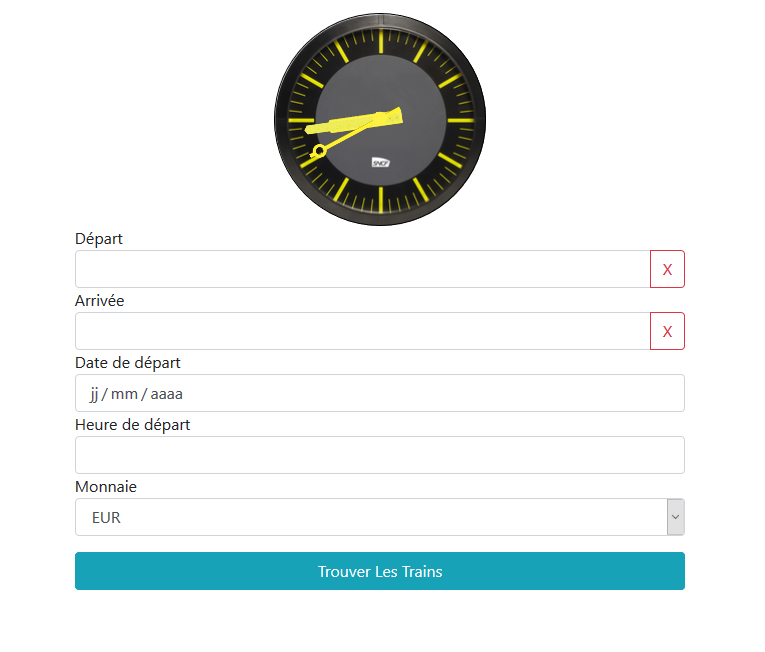 SNCF
Départ
X
Arrivée
X
Date de départ
jj / mm / aaaa
Heure de départ
Monnaie
EUR
Trouver Les Trains